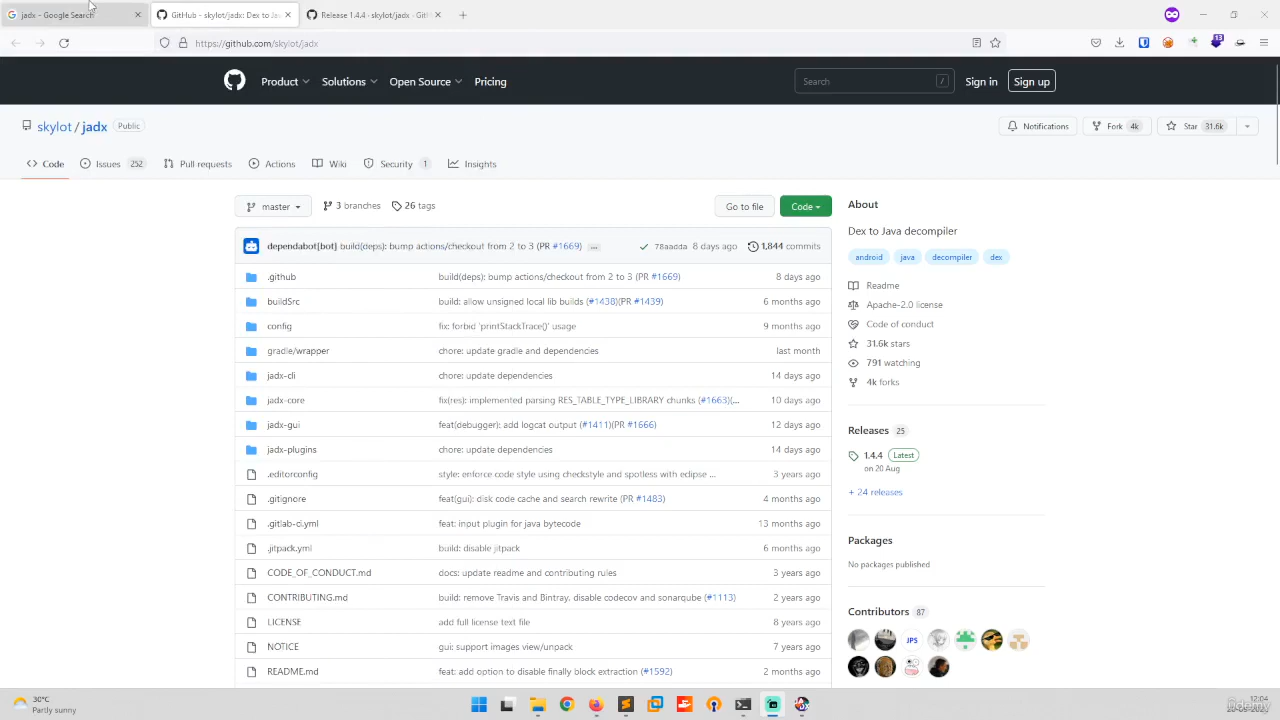 jadx - Google Search
GitHub - skylot/jadx: Dex to Jav
Release 1.4.4 · skylot/jadx · GitH
13
https://github.com/skylot/jadx
Product
Solutions
Open Source
Pricing
Search
/
Sign in
Sign up
skylot / jadx
Public
Notifications
Fork 4k
Star 31.6k
Code
Issues 252
Pull requests
Actions
Wiki
Security 1
Insights
master
3 branches
26 tags
Go to file
Code
dependabot[bot] build(deps): bump actions/checkout from 2 to 3 (PR #1669) ...
78aadda 8 days ago
1,844 commits
.github build(deps): bump actions/checkout from 2 to 3 (PR #1669) 8 days ago
buildSrc build: allow unsigned local lib builds (#1438)(PR #1439) 6 months ago
config fix: forbid 'printStackTrace()' usage 9 months ago
gradle/wrapper chore: update gradle and dependencies last month
jadx-cli chore: update dependencies 14 days ago
jadx-core fix(res): implemented parsing RES_TABLE_TYPE_LIBRARY chunks (#1663)(... 10 days ago
jadx-gui feat(debugger): add logcat output (#1411)(PR #1666) 12 days ago
jadx-plugins chore: update dependencies 14 days ago
.editorconfig style: enforce code style using checkstyle and spotless with eclipse ... 3 years ago
.gitignore feat(gui): disk code cache and search rewrite (PR #1483) 4 months ago
.gitlab-ci.yml feat: input plugin for java bytecode 13 months ago
.jitpack.yml build: disable jitpack 6 months ago
CODE_OF_CONDUCT.md docs: update readme and contributing rules 3 years ago
CONTRIBUTING.md build: remove Travis and Bintray, disable codecov and sonarqube (#1113) 2 years ago
LICENSE add full license text file 8 years ago
NOTICE gui: support images view/unpack 7 years ago
README.md feat: add option to disable finally block extraction (#1592) 2 months ago
About
Dex to Java decompiler
android java decompiler dex
Readme
Apache-2.0 license
Code of conduct
31.6k stars
791 watching
4k forks
Releases 25
1.4.4 Latest
on 20 Aug
+ 24 releases
Packages
No packages published
Contributors 87
JPS
30°C
Partly sunny
12:04
ûdemy